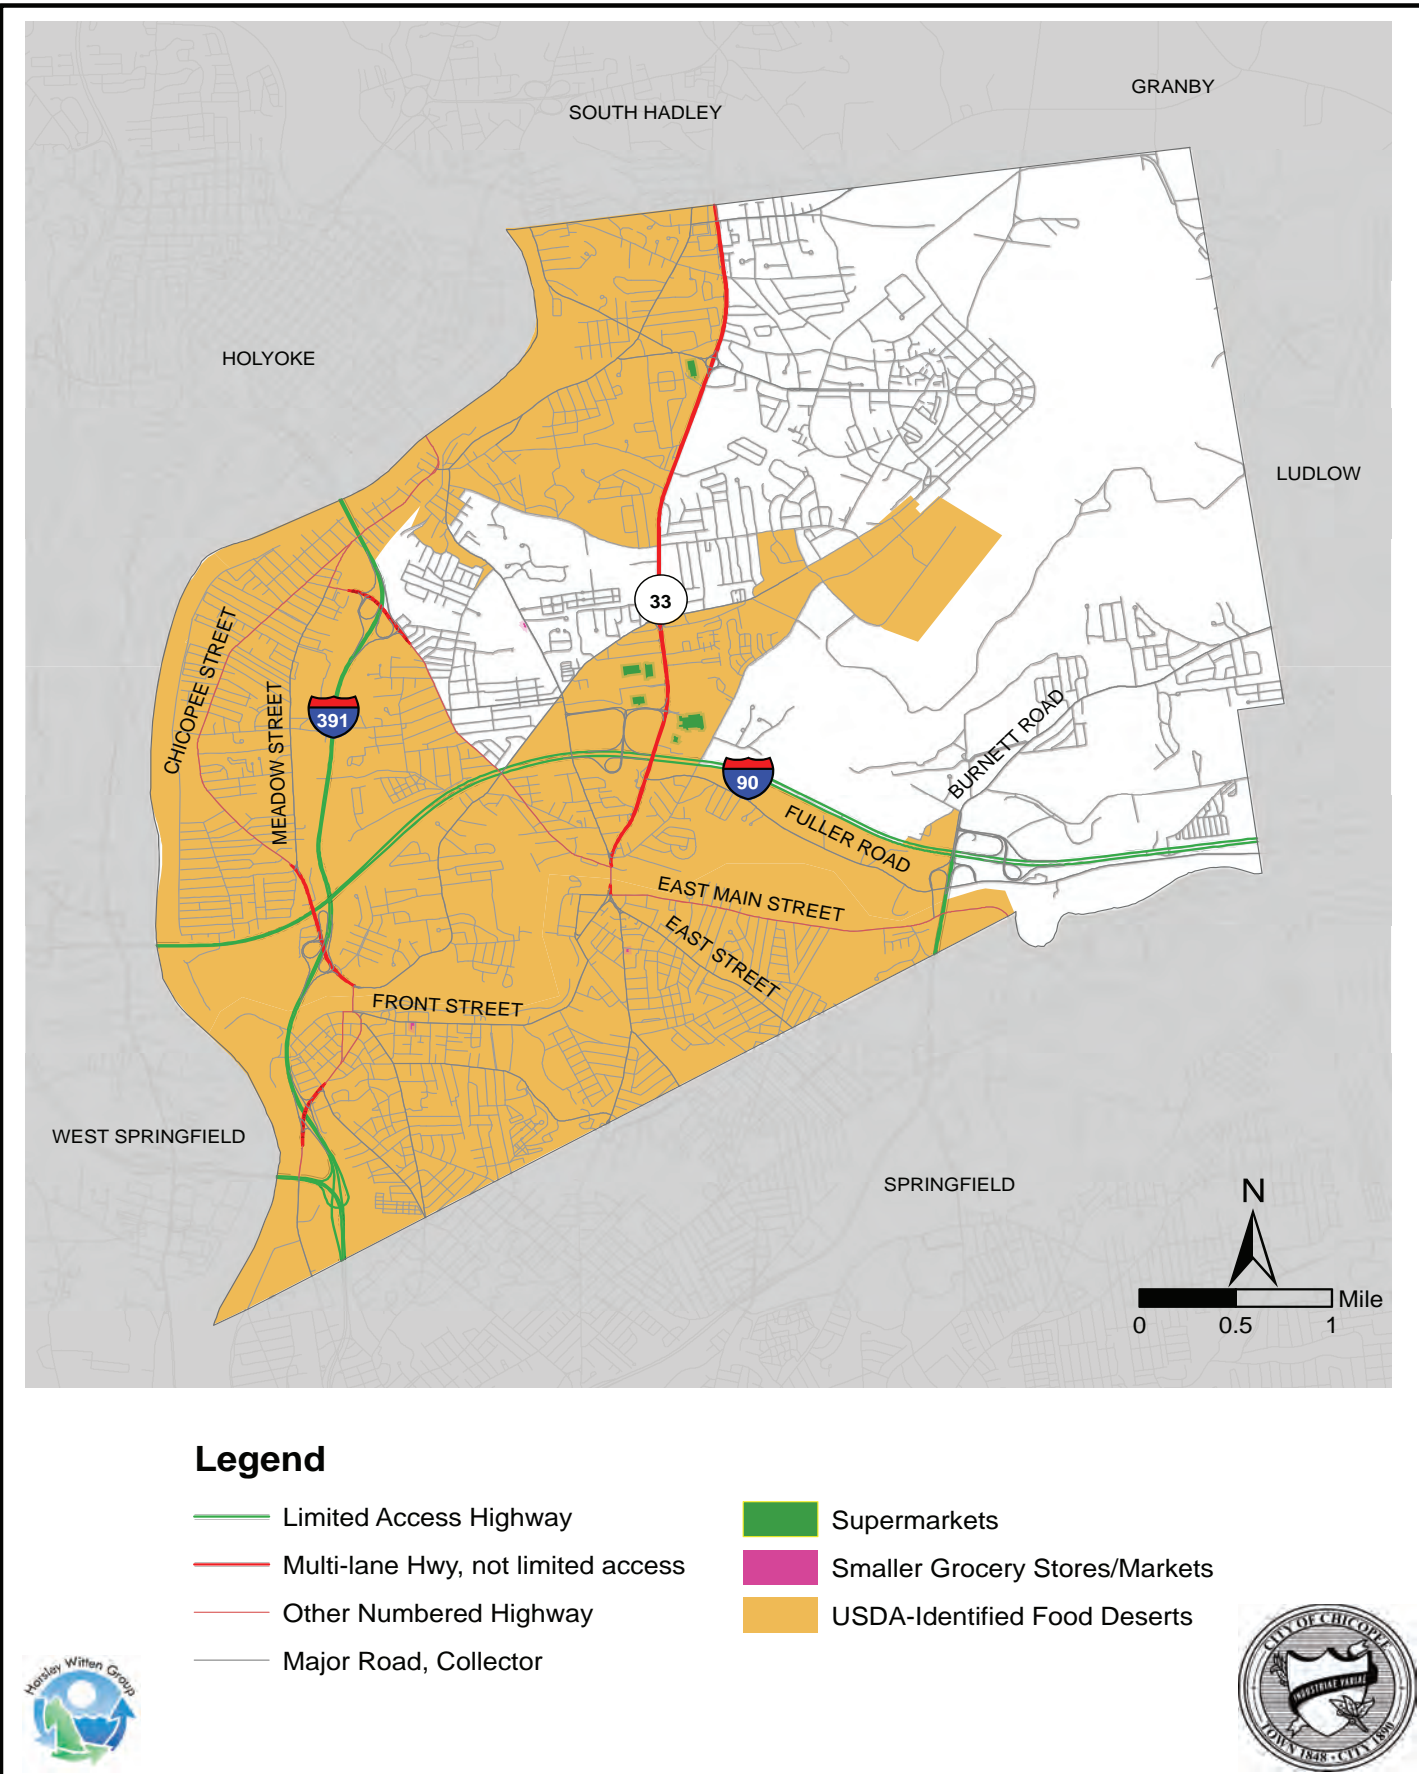 GRANBY
SOUTH HADLEY
HOLYOKE
LUDLOW
33
CHICOPEE STREET
MEADOW STREET
391
BURNETT ROAD
90
FULLER ROAD
EAST MAIN STREET
EAST STREET
FRONT STREET
WEST SPRINGFIELD
SPRINGFIELD
N
Mile
0 0.5 1
Legend
Limited Access Highway
Multi-lane Hwy, not limited access
Other Numbered Highway
Major Road, Collector
Supermarkets
Smaller Grocery Stores/Markets
USDA-Identified Food Deserts
Horsley Witten Group
CITY OF CHICOPEE
INDUSTRIAE VARIAE
TOWN 1848 · CITY 1890